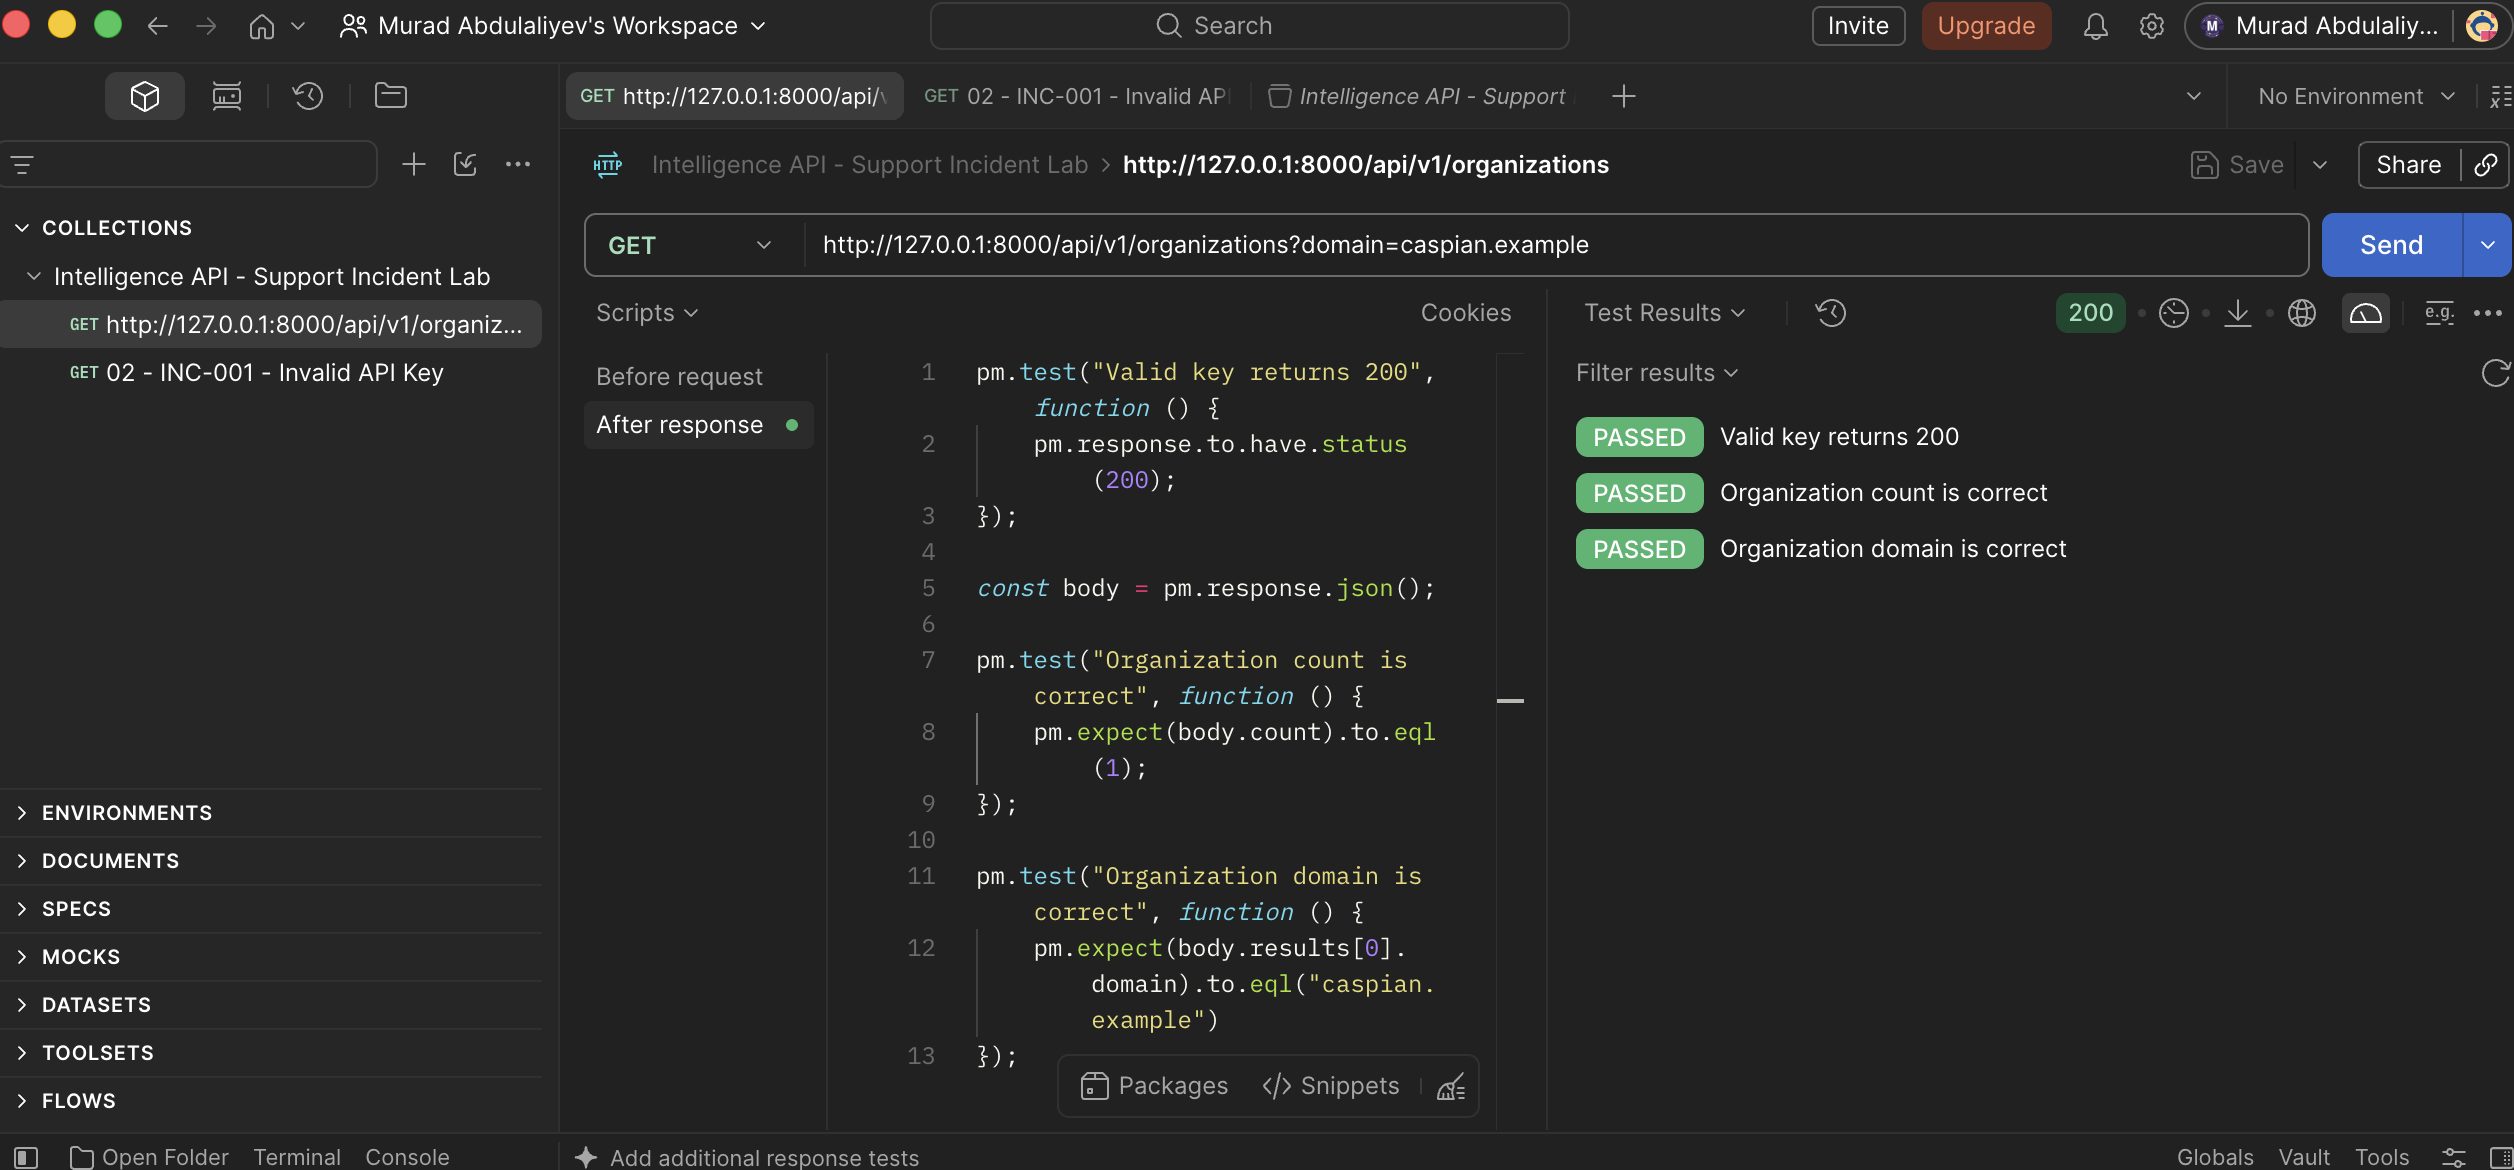 Murad Abdulaliyev's Workspace
Search
Invite
Upgrade
M
Murad Abdulaliy...
GET http://127.0.0.1:8000/api/v
GET 02 - INC-001 - Invalid API
Intelligence API - Support
No Environment
HTTP
Intelligence API - Support Incident Lab > http://127.0.0.1:8000/api/v1/organizations
Save
Share
COLLECTIONS
Intelligence API - Support Incident Lab
GET http://127.0.0.1:8000/api/v1/organiz...
GET 02 - INC-001 - Invalid API Key
ENVIRONMENTS
DOCUMENTS
SPECS
MOCKS
DATASETS
TOOLSETS
FLOWS
GET
http://127.0.0.1:8000/api/v1/organizations?domain=caspian.example
Send
Scripts
Cookies
Before request
After response
1 pm.test("Valid key returns 200",
function () {
2 pm.response.to.have.status
(200);
3 });
4
5 const body = pm.response.json();
6
7 pm.test("Organization count is
correct", function () {
8 pm.expect(body.count).to.eql
(1);
9 });
10
11 pm.test("Organization domain is
correct", function () {
12 pm.expect(body.results[0].
domain).to.eql("caspian.
example")
13 });
Packages
</> Snippets
Test Results
200
e.g.
Filter results
PASSED Valid key returns 200
PASSED Organization count is correct
PASSED Organization domain is correct
Open Folder
Terminal
Console
Add additional response tests
Globals
Vault
Tools